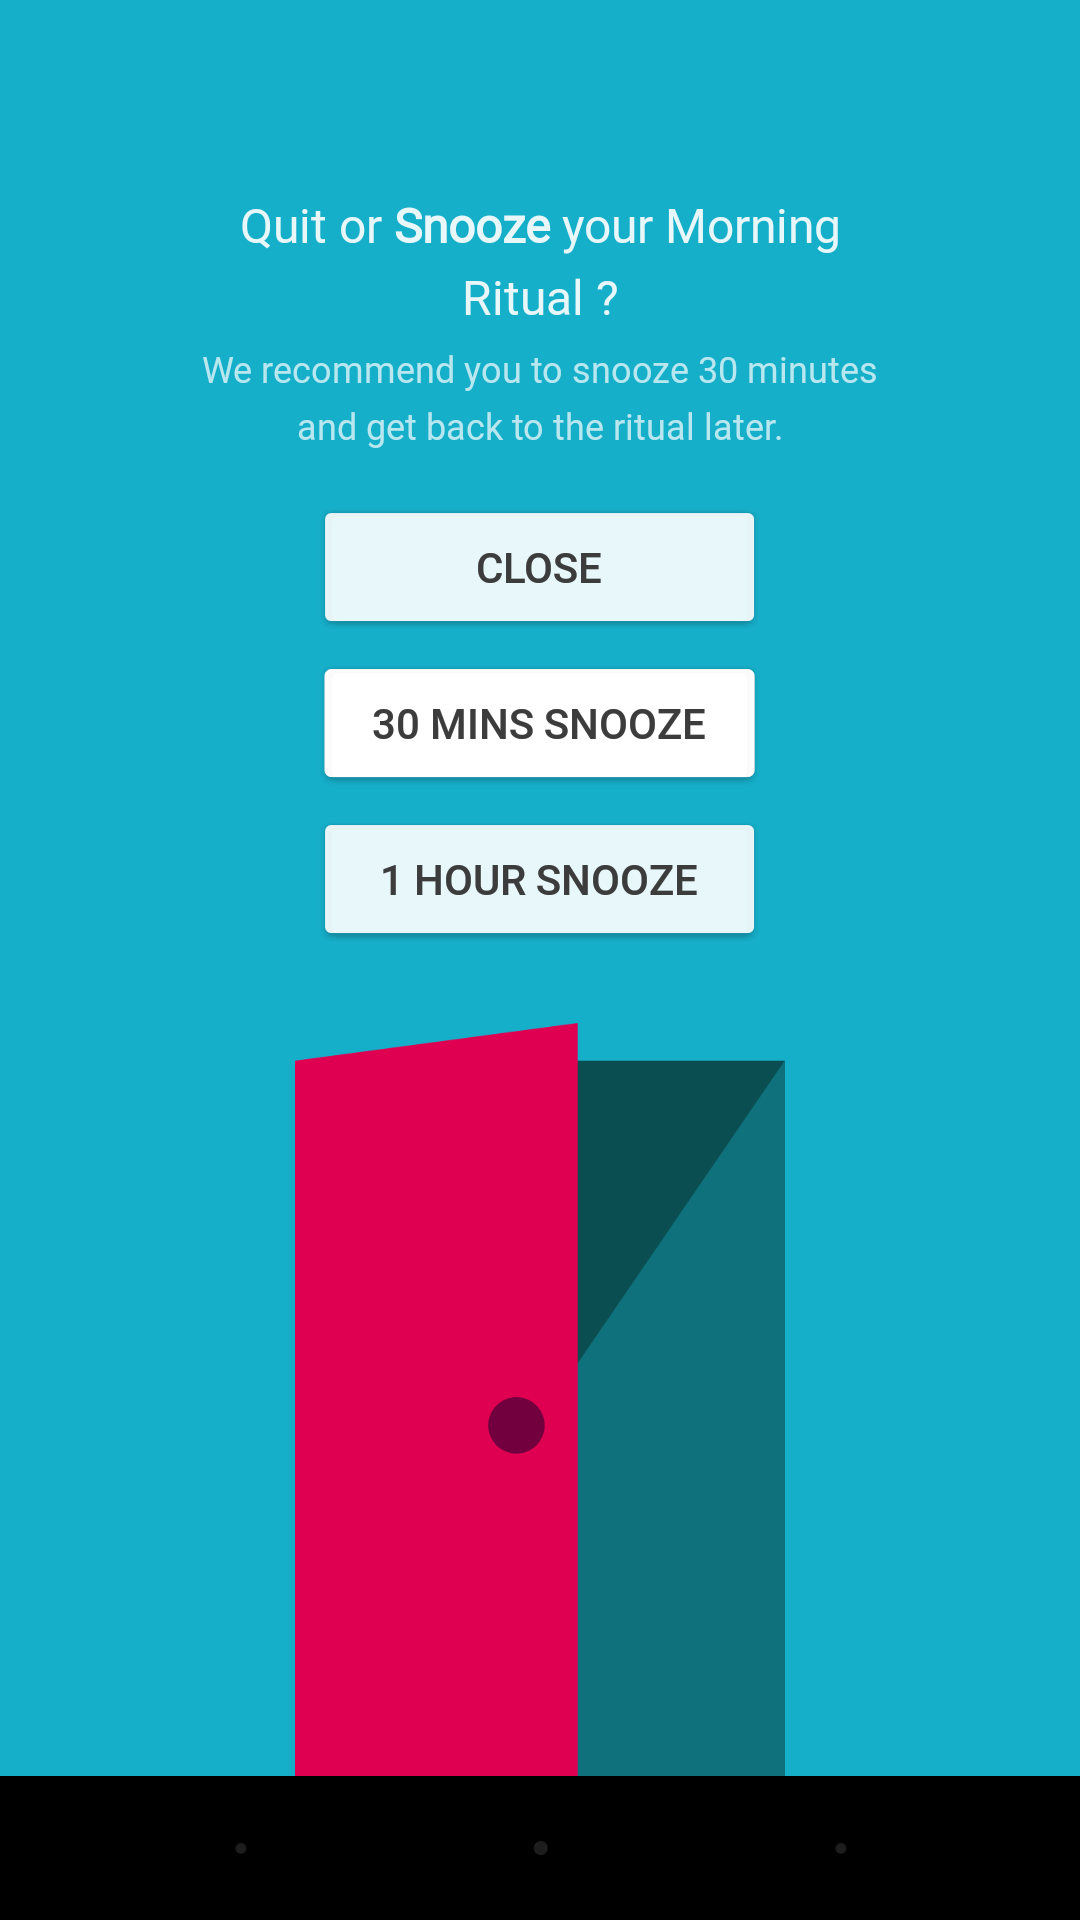 Quit or Snooze your Morning
Ritual ?
We recommend you to snooze 30 minutes
and get back to the ritual later.
CLOSE
30 MINS SNOOZE
1 HOUR SNOOZE